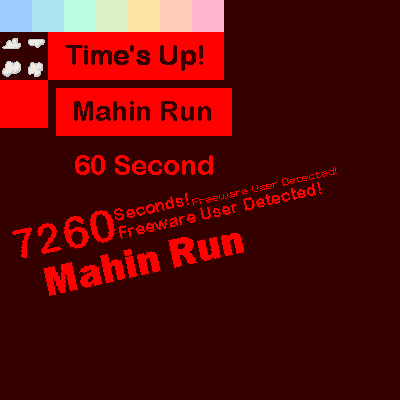 Time's Up!
Mahin Run
60 Second
7260 Seconds! Freeware User Detected!
Freeware User Detected!
Mahin Run